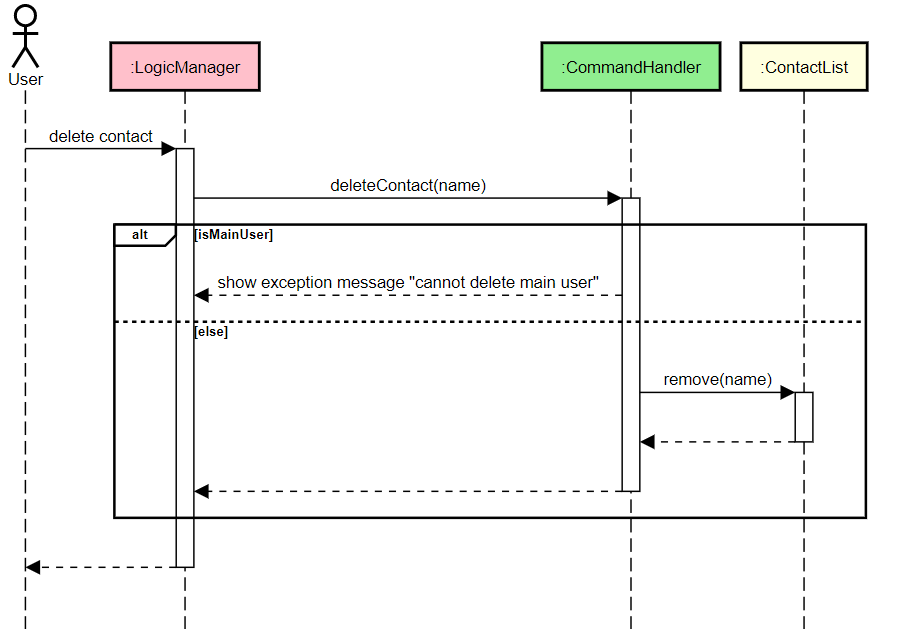 User
:LogicManager
:CommandHandler
:ContactList
delete contact
deleteContact(name)
alt
[isMainUser]
show exception message "cannot delete main user"
[else]
remove(name)